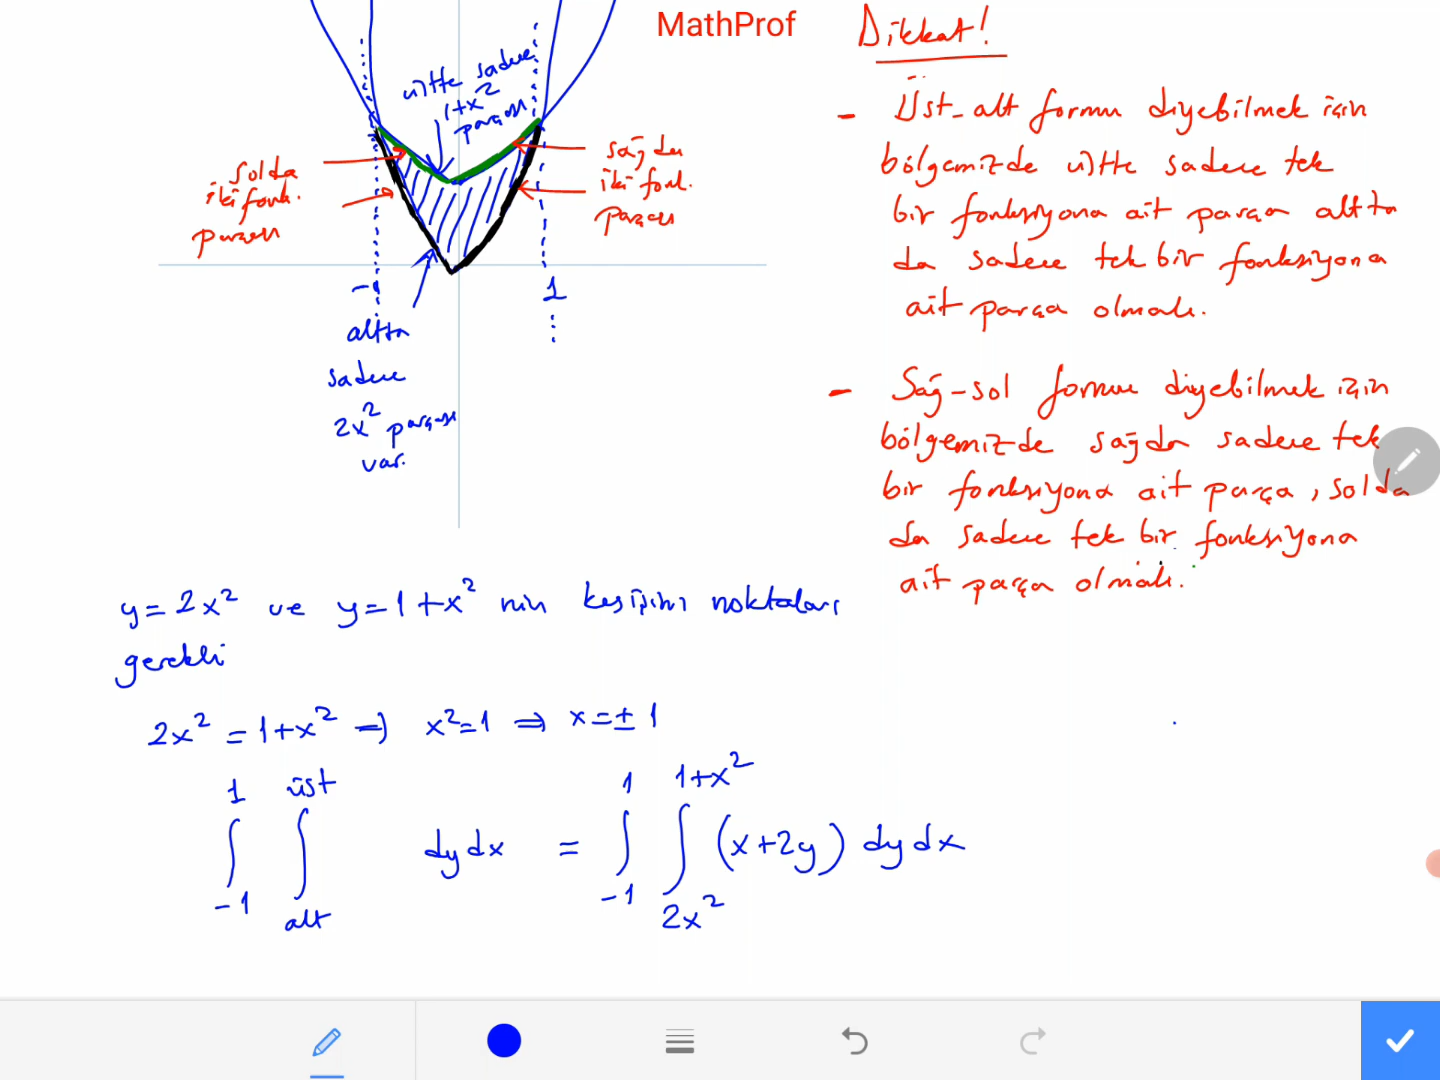 MathProf
Dikkat!
- Üst-alt formu diyebilmek için
bölgemizde üstte sadece tek
bir fonksiyona ait parça altta
da sadece tek bir fonksiyona
ait parça olmalı.
- Sağ-sol formu diyebilmek için
bölgemizde sağda sadece tek
bir fonksiyona ait parça, solda
da sadece tek bir fonksiyona
ait parça olmalı.
üstte sadece
1+x²
parçası
solda
iki fonk.
parçası
sağda
iki fonk.
parçası
-1
1
altta
sadece
2x² parçası
var.
y=2x² ve y=1+x² nin kesişim noktaları
gerekli
2x² = 1+x² ⇒ x²=1 ⇒ x=±1
∫_{-1}^{1} ∫_{alt}^{üst} dy dx = ∫_{-1}^{1} ∫_{2x²}^{1+x²} (x+2y) dy dx